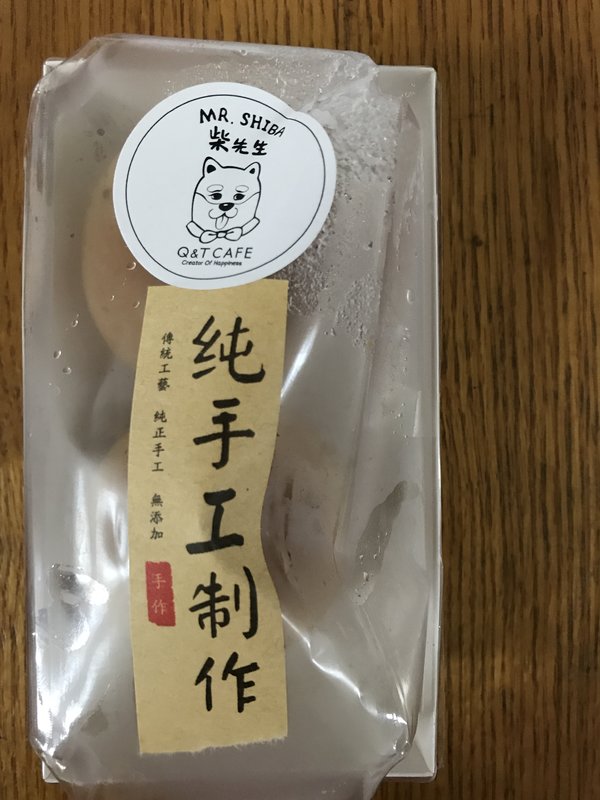 MR. SHIBA
柴先生
Q&T CAFE
Creator Of Happiness
纯手工制作
傳統工藝 純正手工 無添加
手作